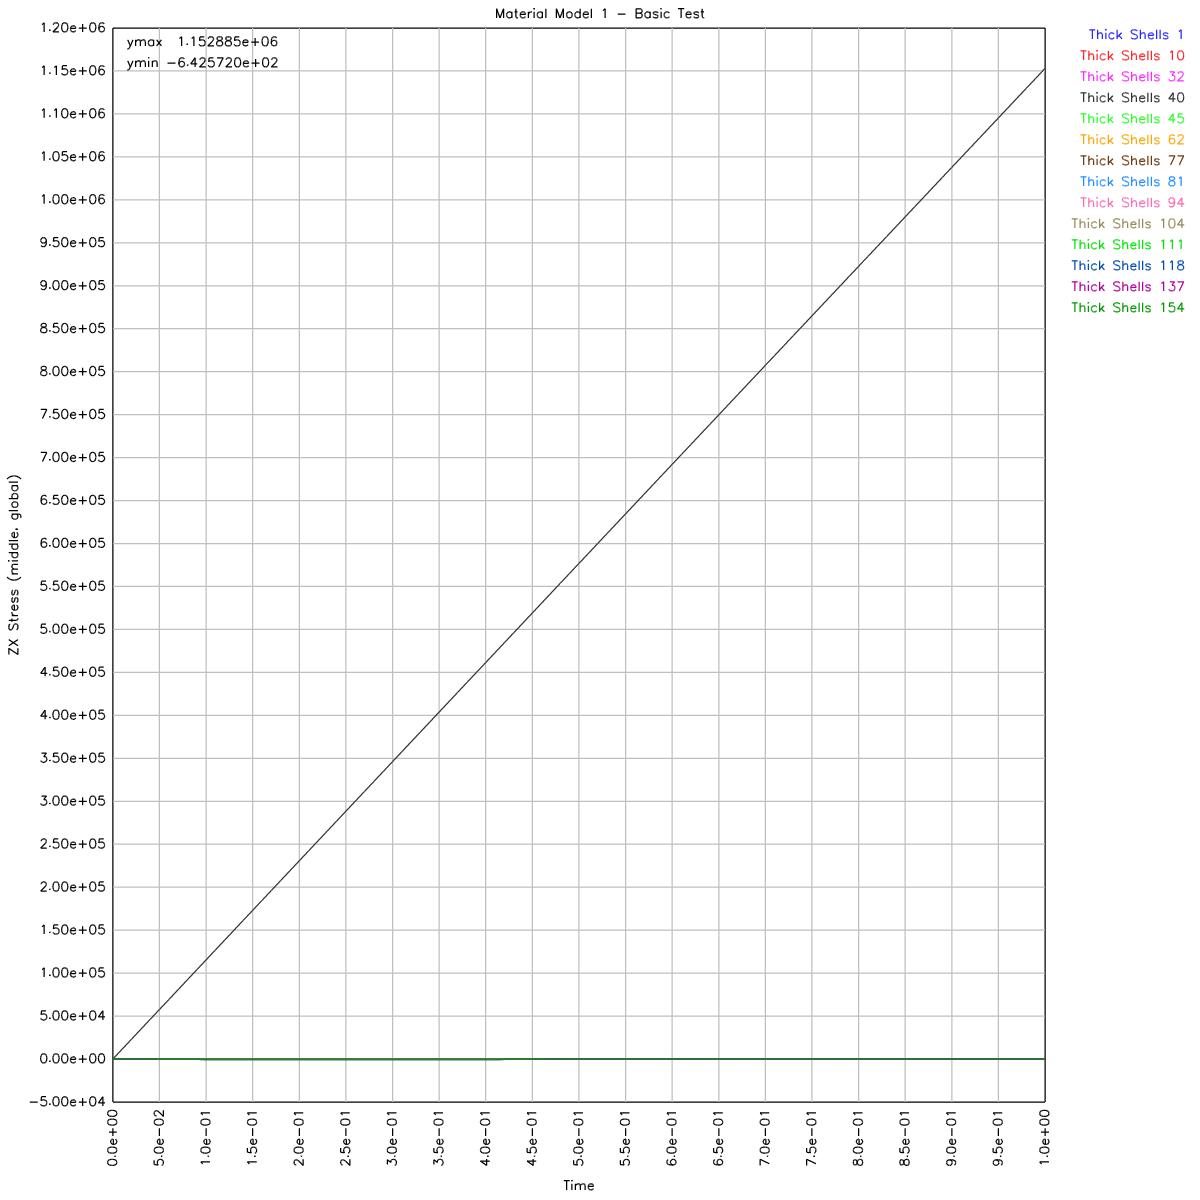 Material Model 1 - Basic Test
ymax 1.152885e+06
ymin -6.425720e+02
Thick Shells 1
Thick Shells 10
Thick Shells 32
Thick Shells 40
Thick Shells 45
Thick Shells 62
Thick Shells 77
Thick Shells 81
Thick Shells 94
Thick Shells 104
Thick Shells 111
Thick Shells 118
Thick Shells 137
Thick Shells 154
ZX Stress (middle, global)
1.20e+06
1.15e+06
1.10e+06
1.05e+06
1.00e+06
9.50e+05
9.00e+05
8.50e+05
8.00e+05
7.50e+05
7.00e+05
6.50e+05
6.00e+05
5.50e+05
5.00e+05
4.50e+05
4.00e+05
3.50e+05
3.00e+05
2.50e+05
2.00e+05
1.50e+05
1.00e+05
5.00e+04
0.00e+00
-5.00e+04
0.0e+00
5.0e-02
1.0e-01
1.5e-01
2.0e-01
2.5e-01
3.0e-01
3.5e-01
4.0e-01
4.5e-01
5.0e-01
5.5e-01
6.0e-01
6.5e-01
7.0e-01
7.5e-01
8.0e-01
8.5e-01
9.0e-01
9.5e-01
1.0e+00
Time